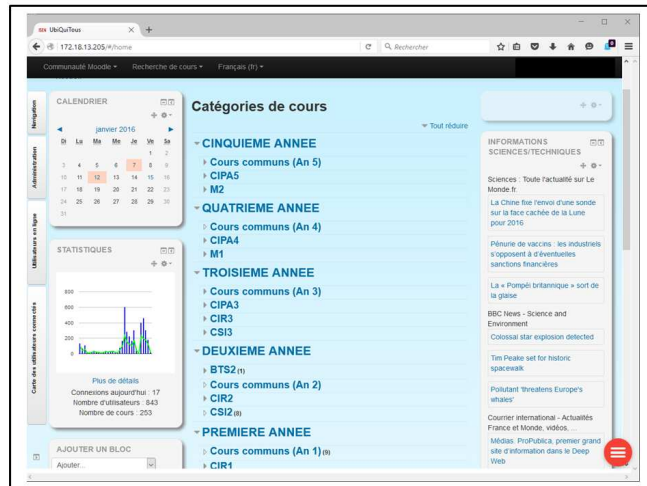 UbiQuiTous
172.18.13.205/#/home
Rechercher
Communauté Moodle
Recherche de cours
Français (fr)
Navigation
Administration
Utilisateurs en ligne
Carte des utilisateurs connectés
CALENDRIER
janvier 2016
Di Lu Ma Me Je Ve Sa
1 2
3 4 5 6 7 8 9
10 11 12 13 14 15 16
17 18 19 20 21 22 23
24 25 26 27 28 29 30
31
STATISTIQUES
800
600
400
200
0
Plus de détails
Connexions aujourd'hui : 17
Nombre d'utilisateurs : 843
Nombre de cours : 253
AJOUTER UN BLOC
Ajouter...
Catégories de cours
Tout réduire
CINQUIEME ANNEE
Cours communs (An 5)
CIPA5
M2
QUATRIEME ANNEE
Cours communs (An 4)
CIPA4
M1
TROISIEME ANNEE
Cours communs (An 3)
CIPA3
CIR3
CSI3
DEUXIEME ANNEE
BTS2 (1)
Cours communs (An 2)
CIR2
CSI2 (8)
PREMIERE ANNEE
Cours communs (An 1) (9)
CIR1
INFORMATIONS
SCIENCES/TECHNIQUES
Sciences : Toute l'actualité sur Le
Monde.fr.
La Chine fixe l'envoi d'une sonde
sur la face cachée de la Lune
pour 2016
Pénurie de vaccins : les industriels
s'opposent à d'éventuelles
sanctions financières
La « Pompéi britannique » sort de
la glaise
BBC News - Science and
Environment
Colossal star explosion detected
Tim Peake set for historic
spacewalk
Pollutant 'threatens Europe's
whales'
Courrier international - Actualités
France et Monde, vidéos, ...
Médias. ProPublica, premier grand
site d'information dans le Deep
Web